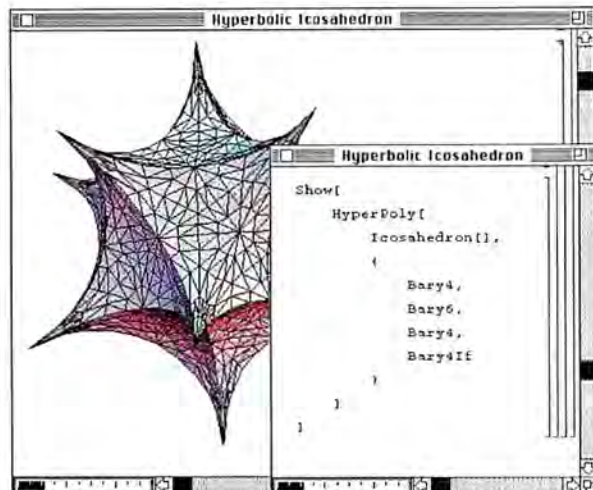 Hyperbolic Icosahedron
Hyperbolic Icosahedron
Show[
HyperPoly[
Icosahedron[],
{
Bary4,
Bary6,
Bary4,
Bary4If
}
]
]